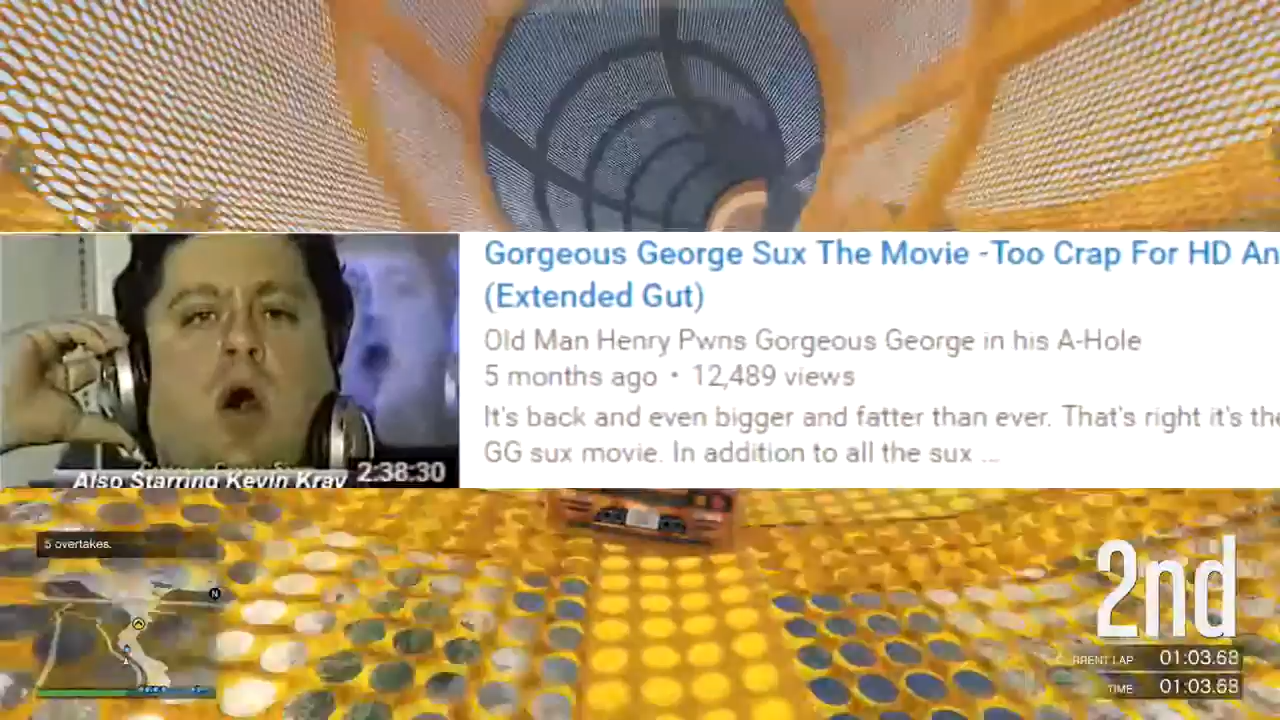 Gorgeous George Sux The Movie -Too Crap For HD An
(Extended Gut)
Old Man Henry Pwns Gorgeous George in his A-Hole
5 months ago • 12,489 views
It's back and even bigger and fatter than ever. That's right it's the
GG sux movie. In addition to all the sux ...
Also Starring Kevin Kray
2:38:30
5 overtakes.
N
2nd
RRENT LAP 01:03.68
TIME 01:03.68